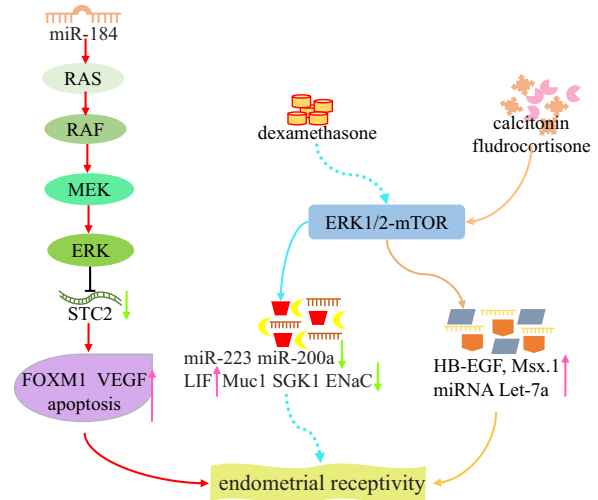 miR-184
RAS
RAF
MEK
ERK
STC2
FOXM1 VEGF
apoptosis
dexamethasone
calcitonin
fludrocortisone
ERK1/2-mTOR
miR-223 miR-200a
LIF Muc1 SGK1 ENaC
HB-EGF, Msx.1
miRNA Let-7a
endometrial receptivity